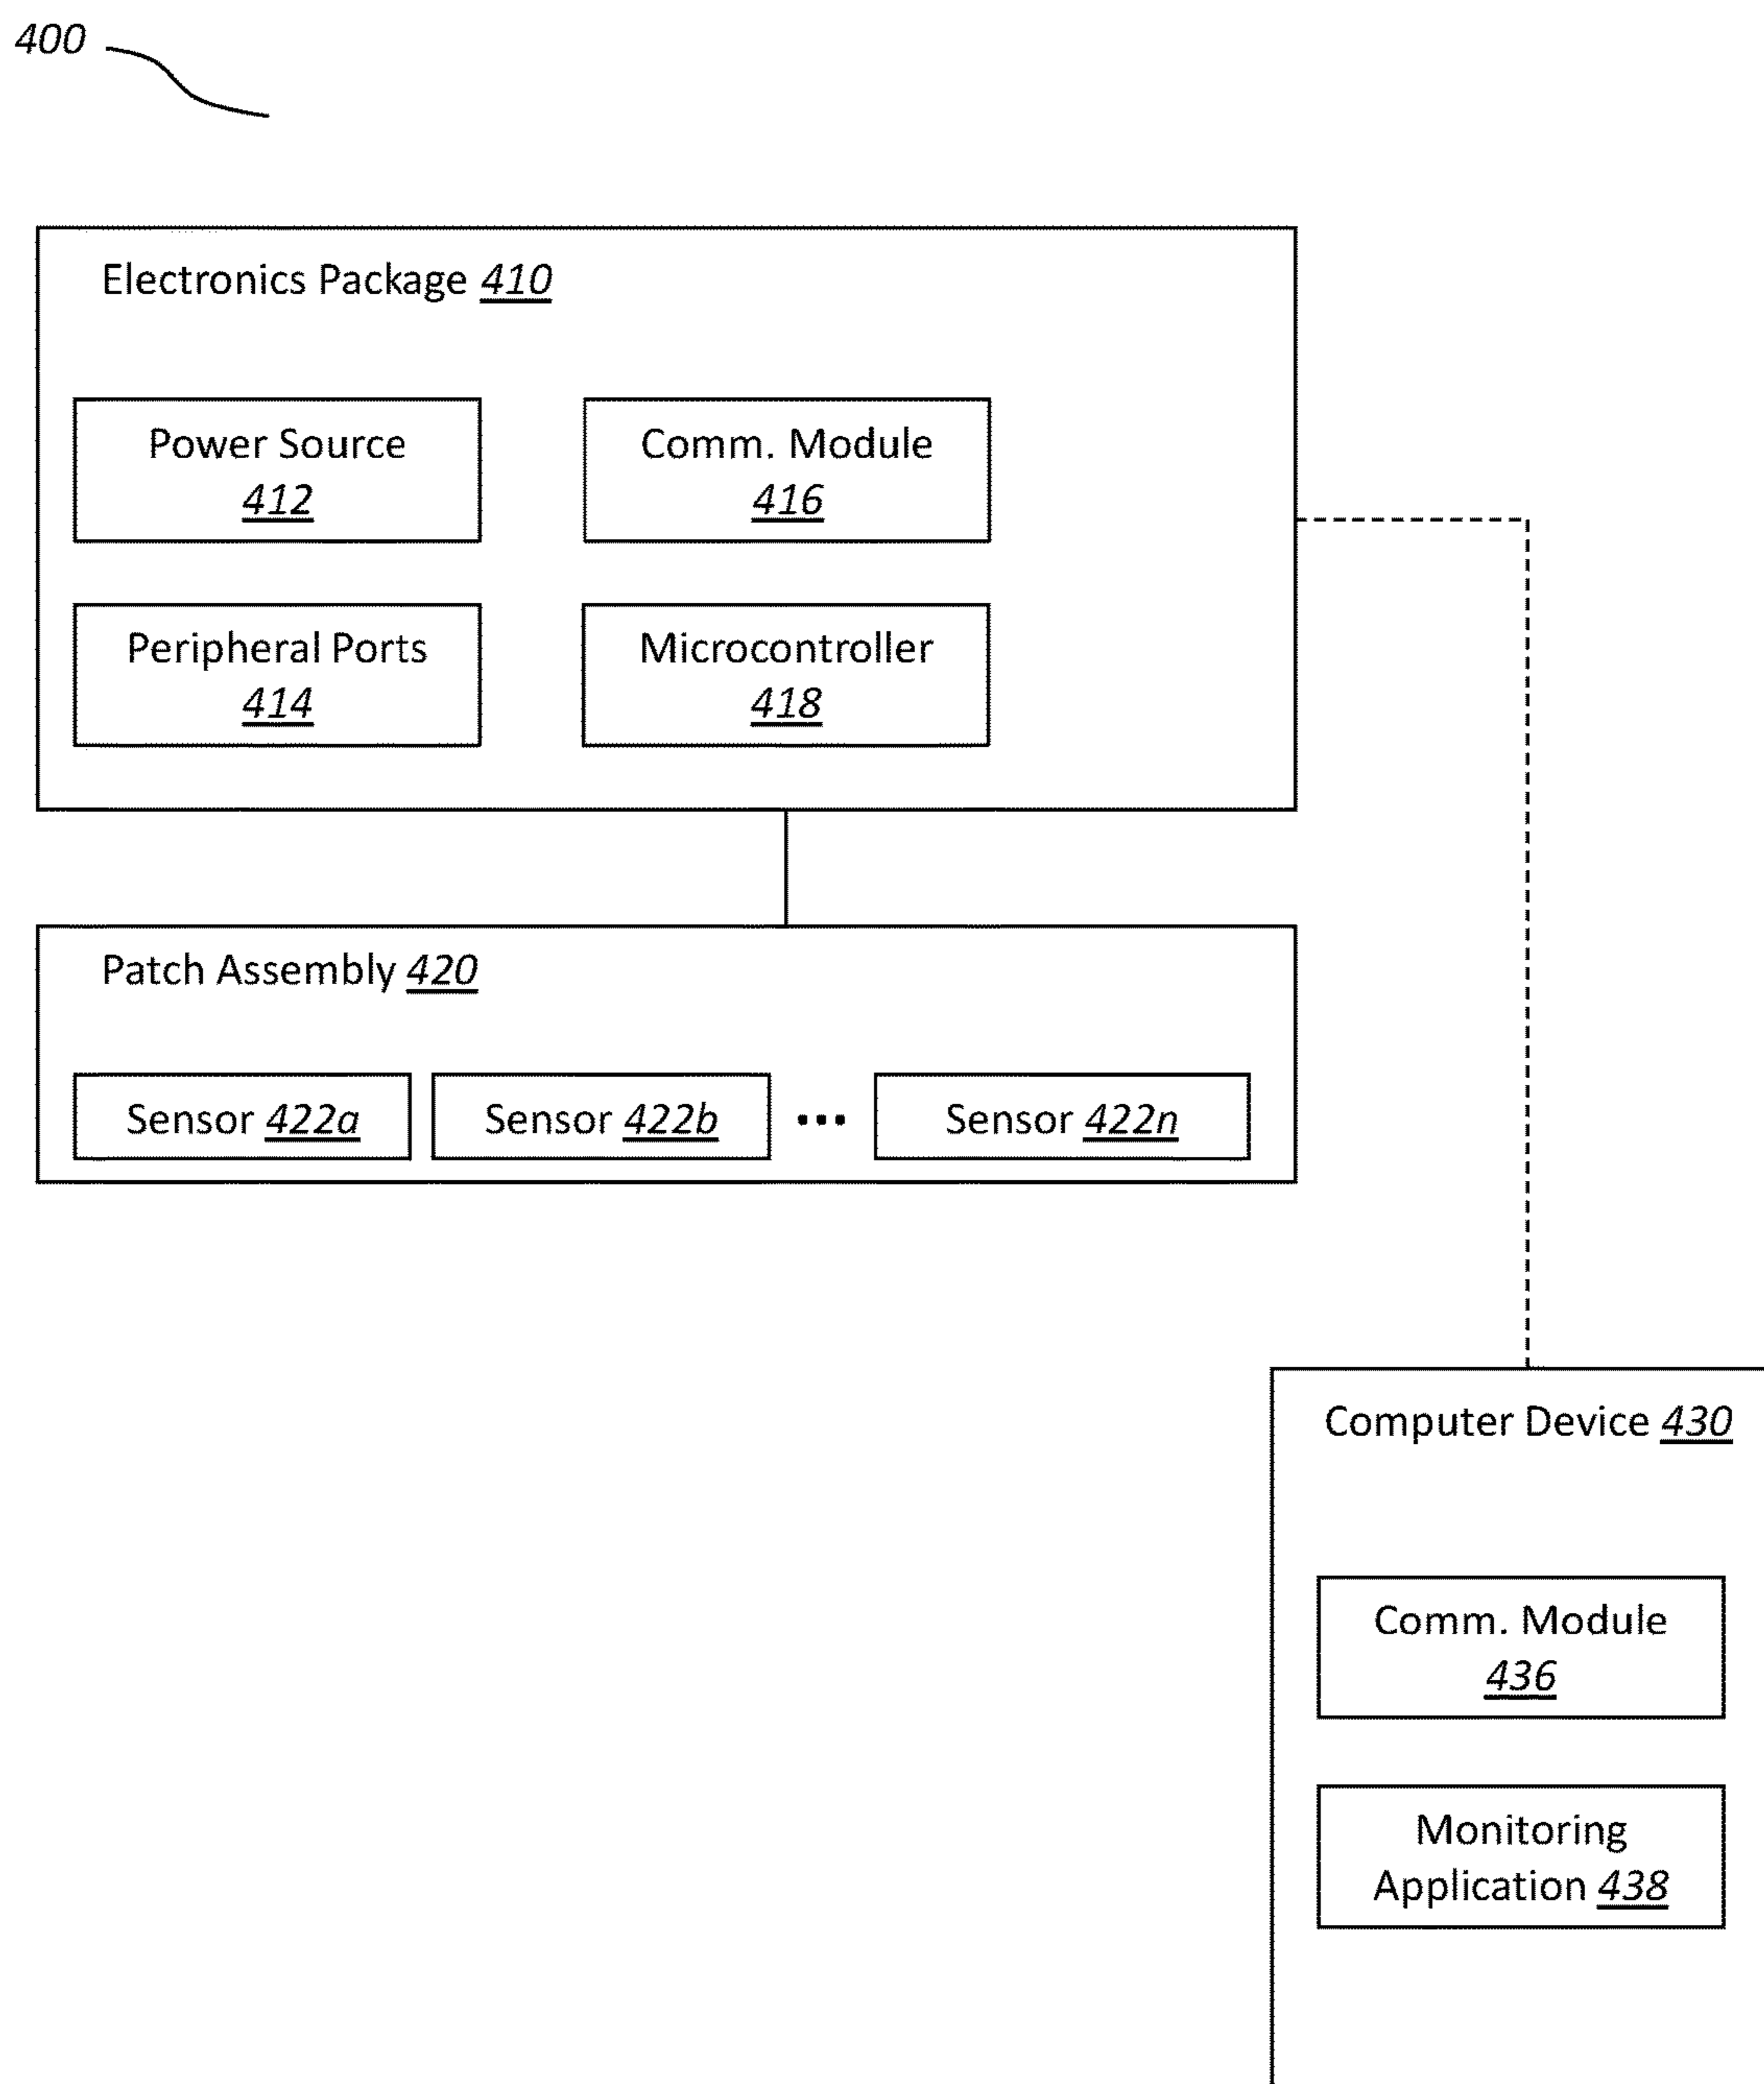 400
Electronics Package 410
Power Source
412
Comm. Module
416
Peripheral Ports
414
Microcontroller
418
Patch Assembly 420
Sensor 422a
Sensor 422b
...
Sensor 422n
Computer Device 430
Comm. Module
436
Monitoring
Application 438